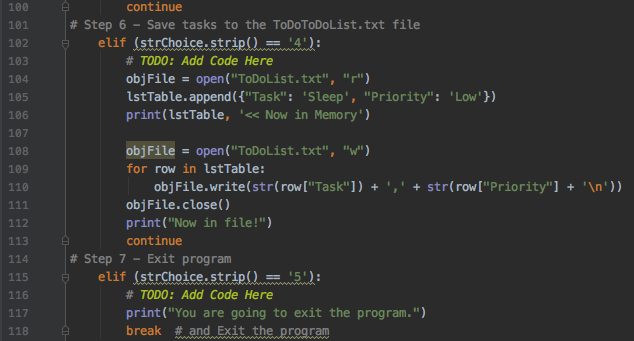 100 continue
101 # Step 6 - Save tasks to the ToDoToDoList.txt file
102 elif (strChoice.strip() == '4'):
103 # TODO: Add Code Here
104 objFile = open("ToDoList.txt", "r")
105 lstTable.append({"Task": 'Sleep', "Priority": 'Low'})
106 print(lstTable, '<< Now in Memory')
107
108 objFile = open("ToDoList.txt", "w")
109 for row in lstTable:
110 objFile.write(str(row["Task"]) + ',' + str(row["Priority"] + '\n'))
111 objFile.close()
112 print("Now in file!")
113 continue
114 # Step 7 - Exit program
115 elif (strChoice.strip() == '5'):
116 # TODO: Add Code Here
117 print("You are going to exit the program.")
118 break # and Exit the program